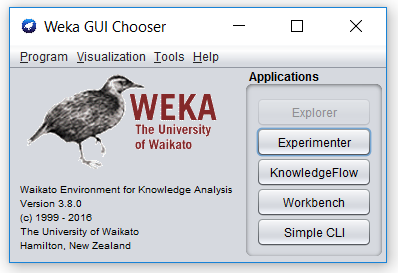 Weka GUI Chooser
Program Visualization Tools Help
Applications
WEKA
The University
of Waikato
Explorer
Experimenter
KnowledgeFlow
Workbench
Simple CLI
Waikato Environment for Knowledge Analysis
Version 3.8.0
(c) 1999 - 2016
The University of Waikato
Hamilton, New Zealand